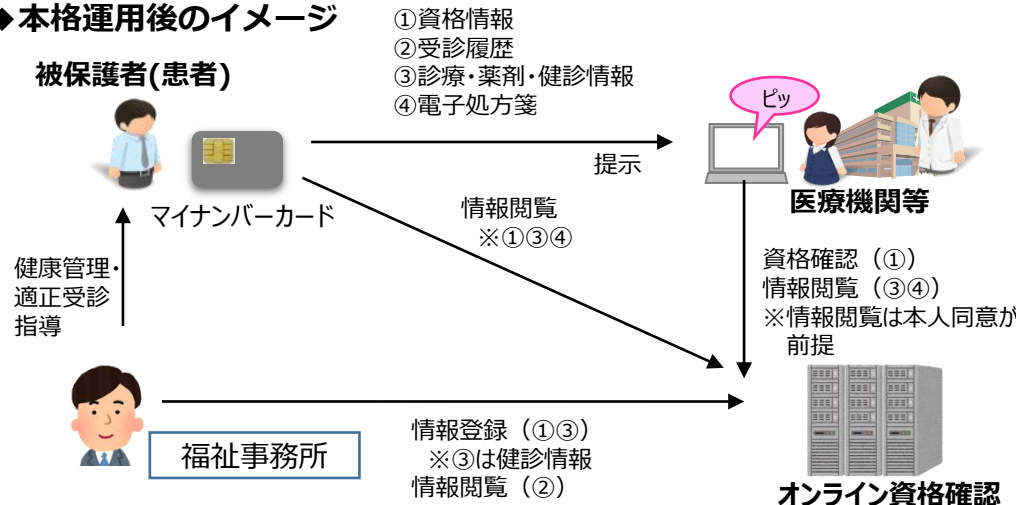 ◆本格運用後のイメージ
①資格情報
②受診履歴
③診療・薬剤・健診情報
④電子処方箋
被保護者(患者)
ピッ
提示
マイナンバーカード
医療機関等
情報閲覧
※①③④
健康管理・
適正受診
指導
資格確認（①）
情報閲覧（③④）
※情報閲覧は本人同意が
前提
福祉事務所
情報登録（①③）
※③は健診情報
情報閲覧（②）
オンライン資格確認